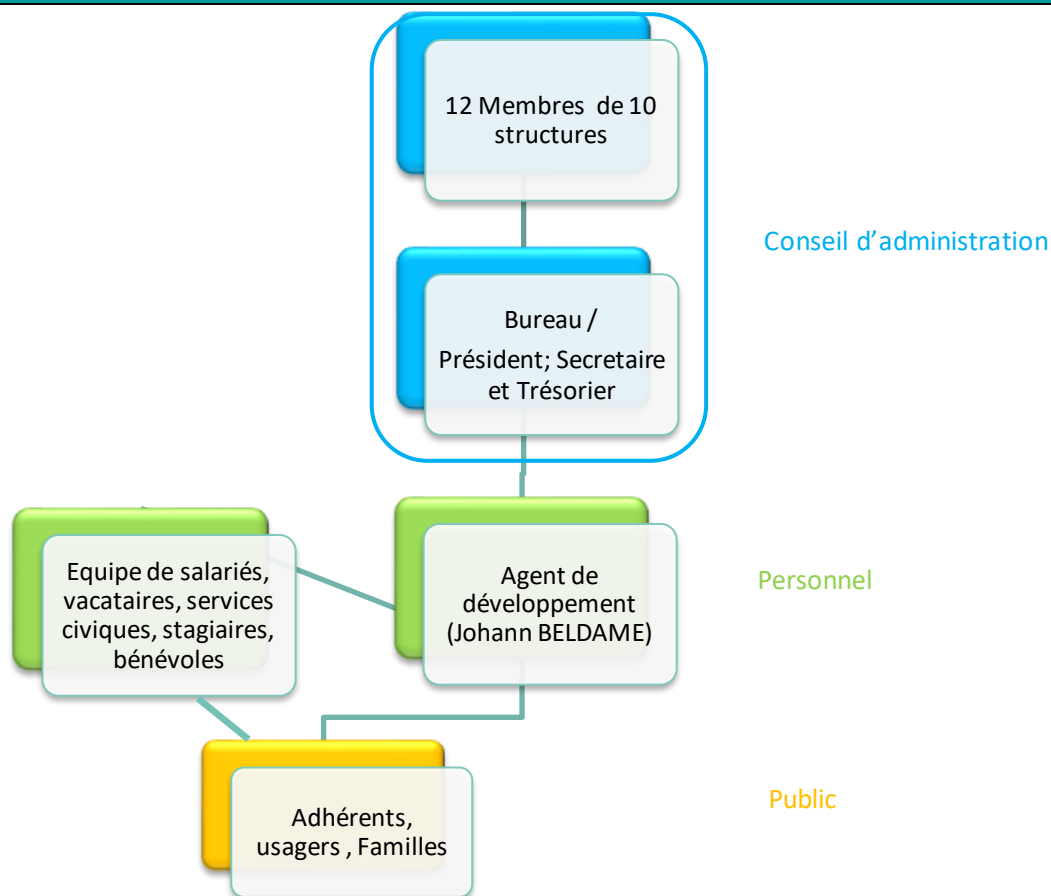 12 Membres de 10
structures
Conseil d’administration
Bureau /
Président; Secretaire
et Trésorier
Equipe de salariés,
vacataires, services
civiques, stagiaires,
bénévoles
Agent de
développement
(Johann BELDAME)
Personnel
Adhérents,
usagers , Familles
Public